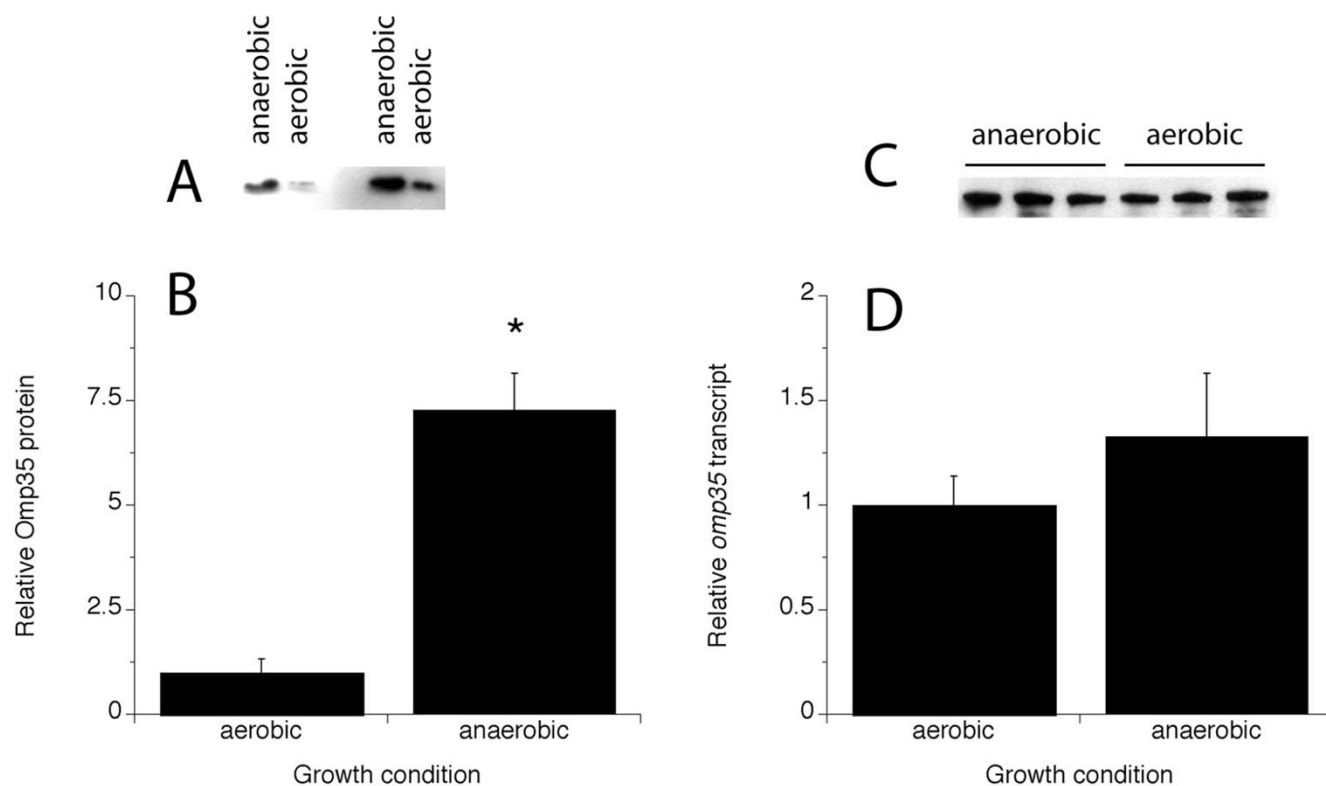 anaerobic
aerobic
anaerobic
aerobic
A
anaerobic aerobic
C
B
10
7.5
5
2.5
0
*
Relative Omp35 protein
aerobic anaerobic
Growth condition
D
2
1.5
1
0.5
0
Relative omp35 transcript
aerobic anaerobic
Growth condition